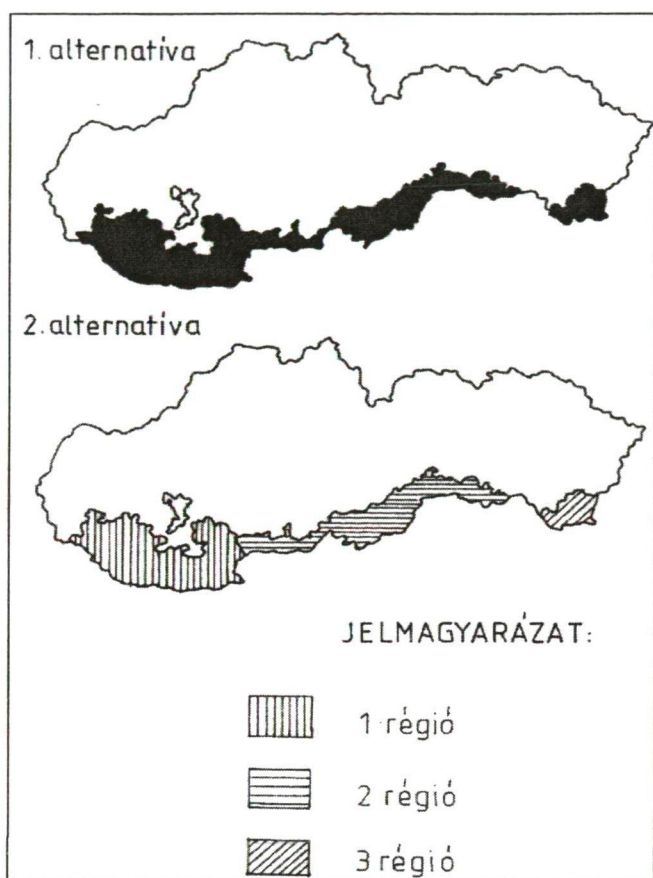 1. alternatíva
2. alternatíva
JELMAGYARÁZAT:
1 régió
2 régió
3 régió